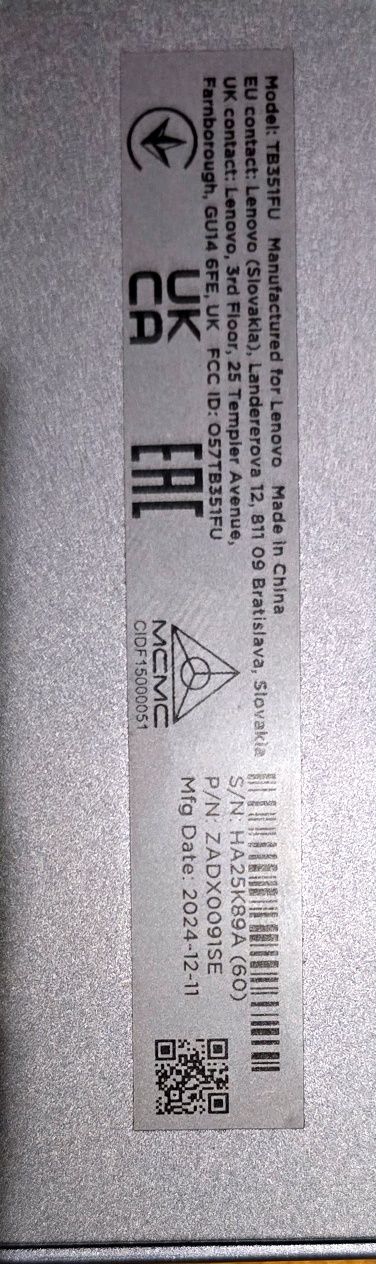 Model: TB351FU Manufactured for Lenovo Made in China
EU contact: Lenovo (Slovakia), Landererova 12, 811 09 Bratislava, Slovakia
UK contact: Lenovo, 3rd Floor, 25 Templer Avenue,
Farnborough, GU14 6FE, UK FCC ID: O57TB351FU
UK
CA
EAC
MCMC
CIDF15000051
S/N: HA25K89A (60)
P/N: ZADX0091SE
Mfg Date: 2024-12-11